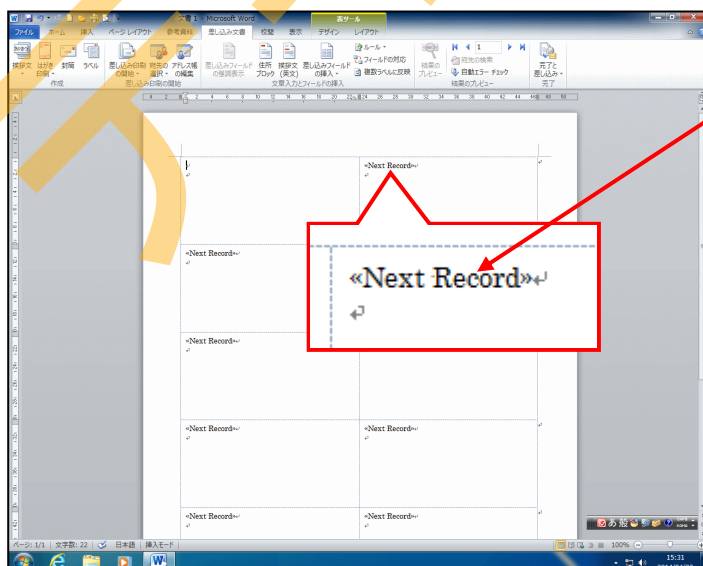 文書 1 - Microsoft Word
表ツール
ファイル ホーム 挿入 ページ レイアウト 参考資料 差し込み文書 校閲 表示 デザイン レイアウト
挨拶文 はがき印刷 封筒 ラベル
差し込み印刷の開始 宛先の選択 アドレス帳の編集
差し込みフィールドの強調表示 住所ブロック 挨拶文(英文) 差し込みフィールドの挿入
ルール
フィールドの対応
複数ラベルに反映
結果のプレビュー
1
宛先の検索
自動エラー チェック
完了と差し込み
作成 差し込み印刷の開始 文章入力とフィールドの挿入 結果のプレビュー 完了
«Next Record»
«Next Record»
«Next Record»
«Next Record»
«Next Record»
«Next Record»
«Next Record»
«Next Record»
あ 般
ページ: 1/1 文字数: 22 日本語 挿入モード 100%
15:31